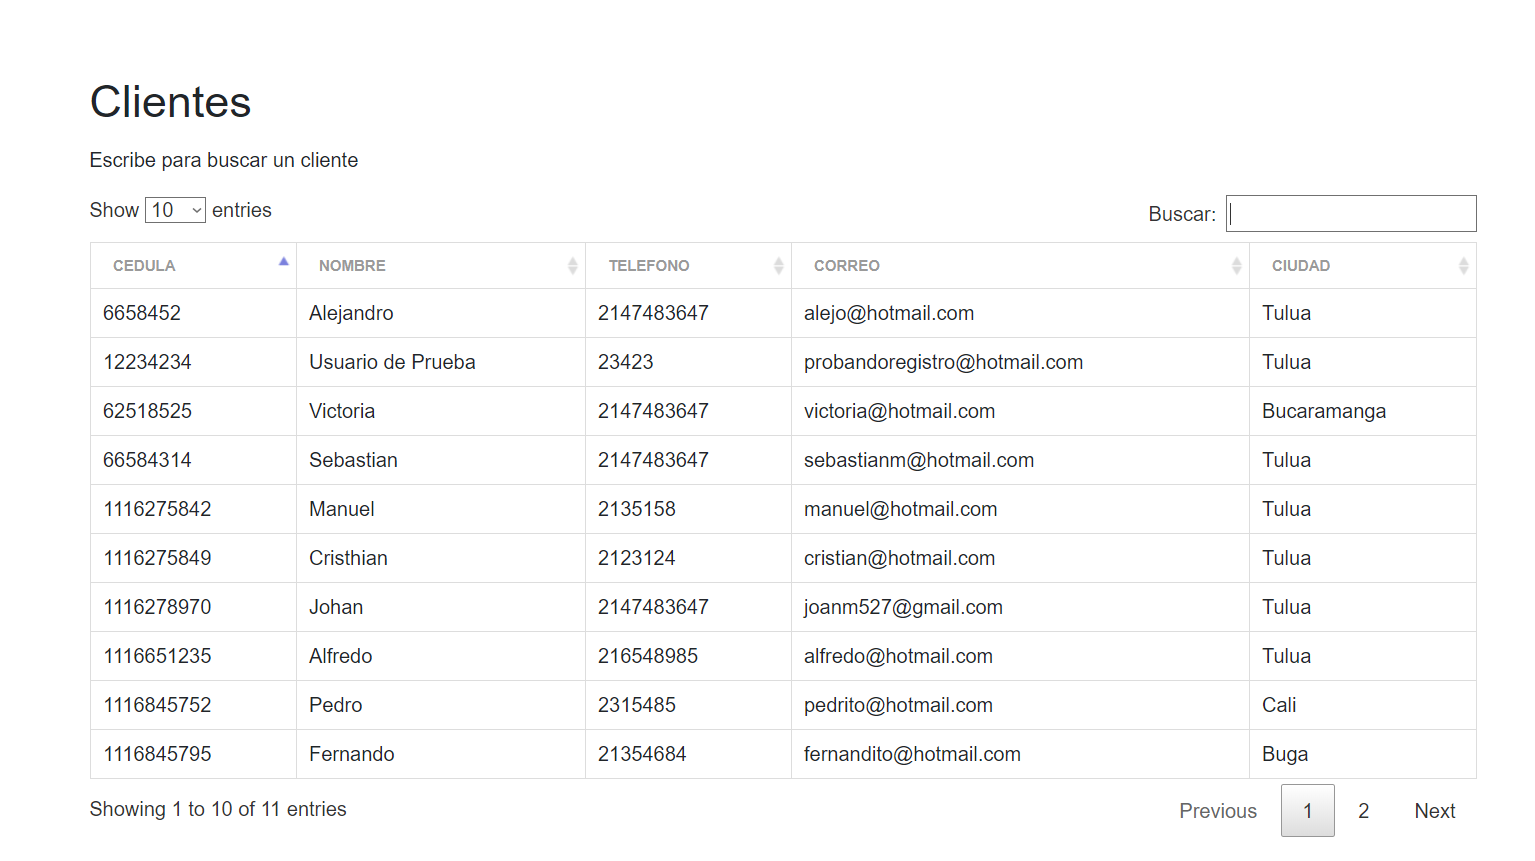 Clientes
Escribe para buscar un cliente
Show 10 entries Buscar:
CEDULA NOMBRE TELEFONO CORREO CIUDAD
6658452 Alejandro 2147483647 alejo@hotmail.com Tulua
12234234 Usuario de Prueba 23423 probandoregistro@hotmail.com Tulua
62518525 Victoria 2147483647 victoria@hotmail.com Bucaramanga
66584314 Sebastian 2147483647 sebastianm@hotmail.com Tulua
1116275842 Manuel 2135158 manuel@hotmail.com Tulua
1116275849 Cristhian 2123124 cristian@hotmail.com Tulua
1116278970 Johan 2147483647 joanm527@gmail.com Tulua
1116651235 Alfredo 216548985 alfredo@hotmail.com Tulua
1116845752 Pedro 2315485 pedrito@hotmail.com Cali
1116845795 Fernando 21354684 fernandito@hotmail.com Buga
Showing 1 to 10 of 11 entries Previous 1 2 Next